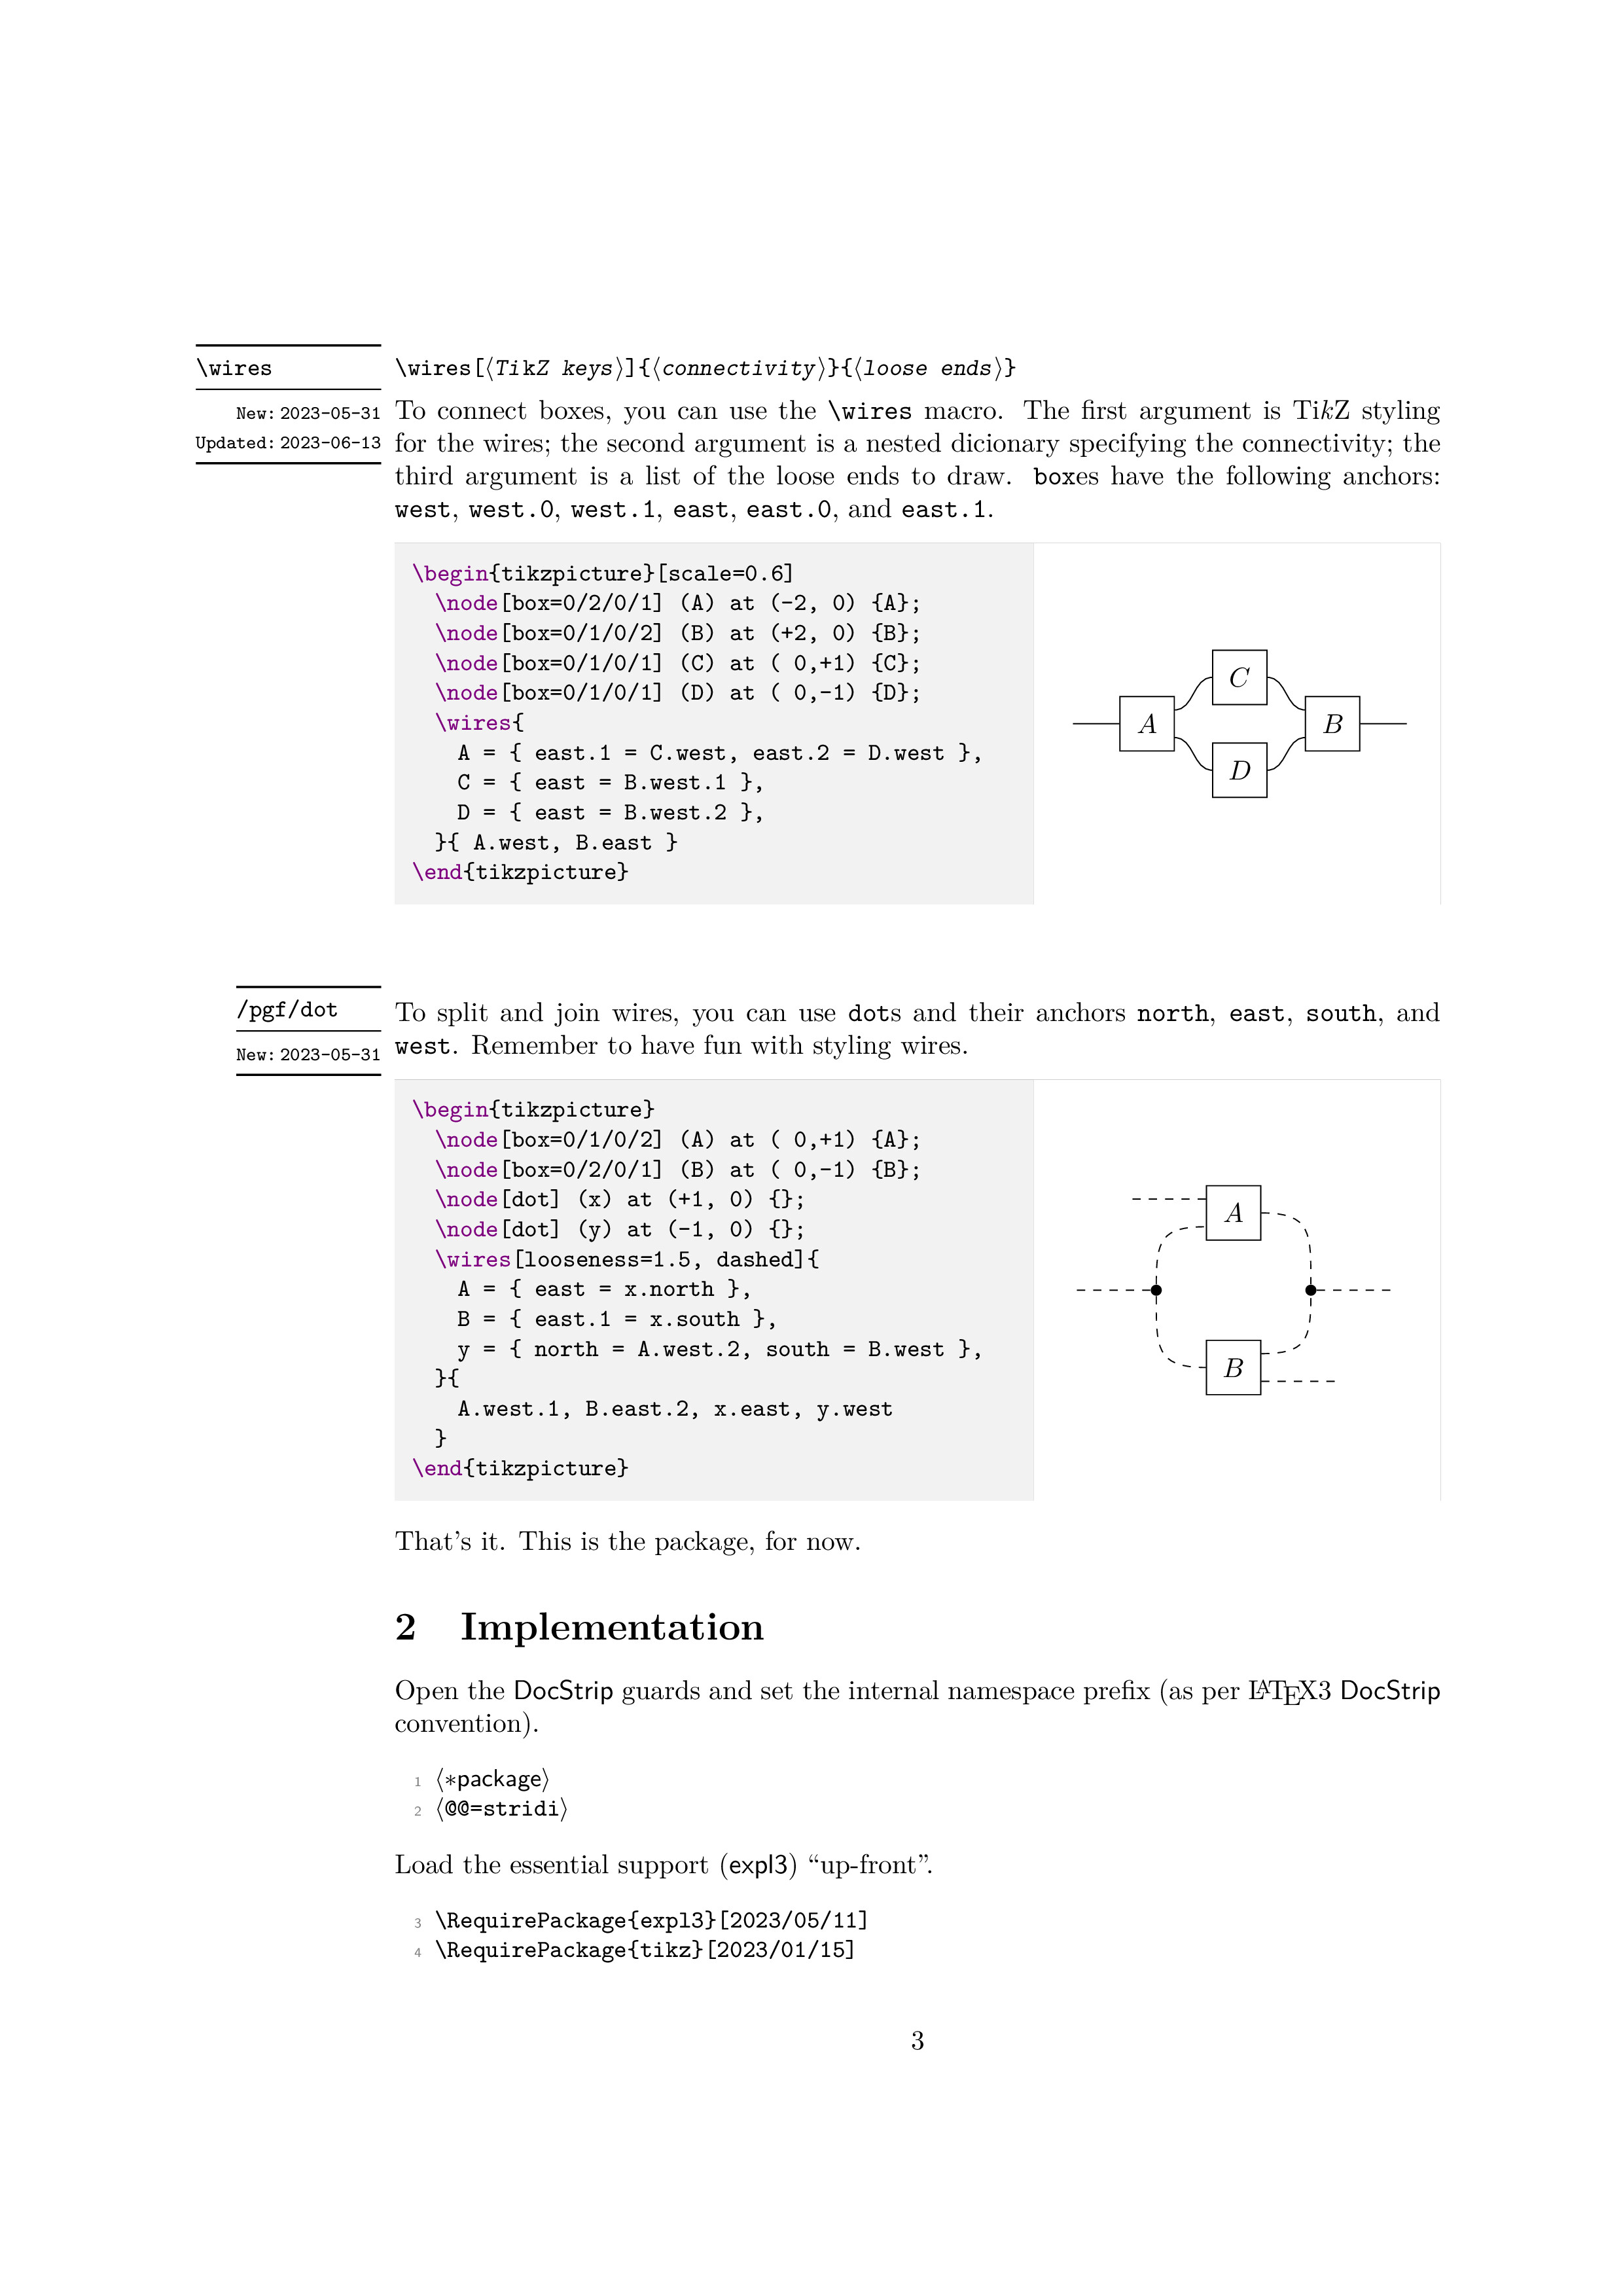 \wires
New: 2023-05-31
Updated: 2023-06-13
\wires[⟨TikZ keys⟩]{⟨connectivity⟩}{⟨loose ends⟩}
To connect boxes, you can use the \wires macro. The first argument is TikZ styling
for the wires; the second argument is a nested dicionary specifying the connectivity; the
third argument is a list of the loose ends to draw. boxes have the following anchors:
west, west.0, west.1, east, east.0, and east.1.
\begin{tikzpicture}[scale=0.6]
  \node[box=0/2/0/1] (A) at (-2, 0) {A};
  \node[box=0/1/0/2] (B) at (+2, 0) {B};
  \node[box=0/1/0/1] (C) at ( 0,+1) {C};
  \node[box=0/1/0/1] (D) at ( 0,-1) {D};
  \wires{
    A = { east.1 = C.west, east.2 = D.west },
    C = { east = B.west.1 },
    D = { east = B.west.2 },
  }{ A.west, B.east }
\end{tikzpicture}
C
A
B
D
/pgf/dot
New: 2023-05-31
To split and join wires, you can use dots and their anchors north, east, south, and
west. Remember to have fun with styling wires.
\begin{tikzpicture}
  \node[box=0/1/0/2] (A) at ( 0,+1) {A};
  \node[box=0/2/0/1] (B) at ( 0,-1) {B};
  \node[dot] (x) at (+1, 0) {};
  \node[dot] (y) at (-1, 0) {};
  \wires[looseness=1.5, dashed]{
    A = { east = x.north },
    B = { east.1 = x.south },
    y = { north = A.west.2, south = B.west },
  }{
    A.west.1, B.east.2, x.east, y.west
  }
\end{tikzpicture}
A
B
That's it. This is the package, for now.
2 Implementation
Open the DocStrip guards and set the internal namespace prefix (as per LATEX3 DocStrip
convention).
1 ⟨*package⟩
2 ⟨@@=stridi⟩
Load the essential support (expl3) “up-front”.
3 \RequirePackage{expl3}[2023/05/11]
4 \RequirePackage{tikz}[2023/01/15]
3